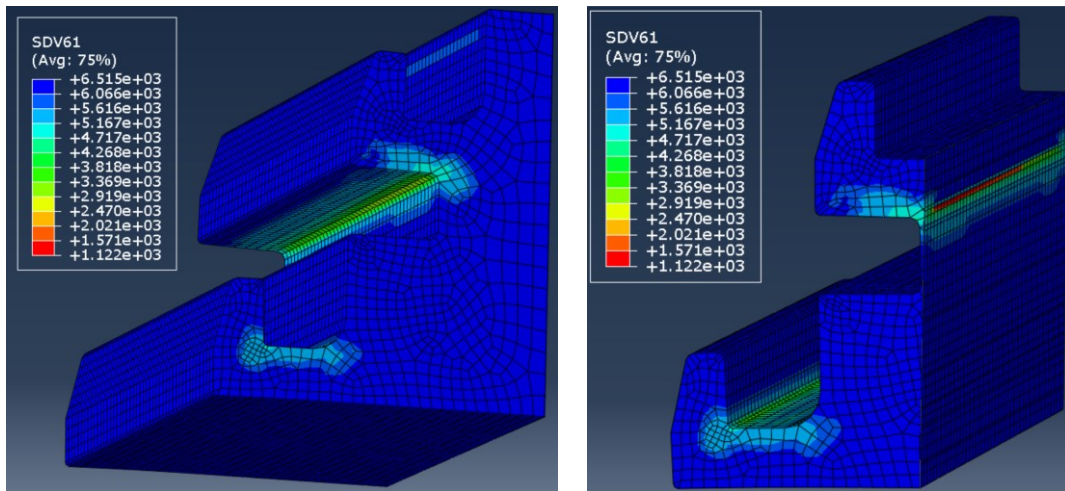 SDV61
(Avg: 75%)
+6.515e+03
+6.066e+03
+5.616e+03
+5.167e+03
+4.717e+03
+4.268e+03
+3.818e+03
+3.369e+03
+2.919e+03
+2.470e+03
+2.021e+03
+1.571e+03
+1.122e+03
SDV61
(Avg: 75%)
+6.515e+03
+6.066e+03
+5.616e+03
+5.167e+03
+4.717e+03
+4.268e+03
+3.818e+03
+3.369e+03
+2.919e+03
+2.470e+03
+2.021e+03
+1.571e+03
+1.122e+03